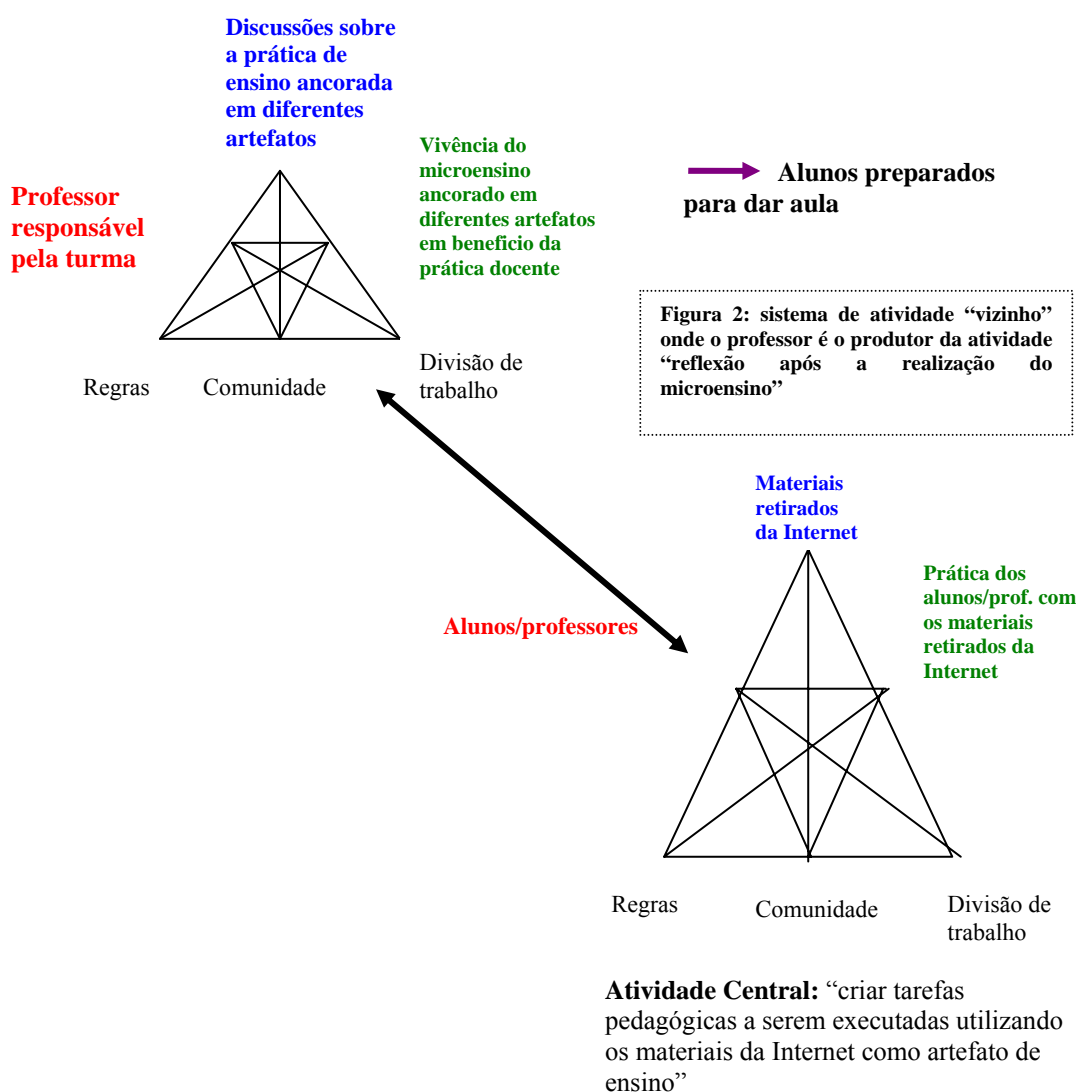 Discussões sobre
a prática de
ensino ancorada
em diferentes
artefatos
Professor
responsável
pela turma
Vivência do
microensino
ancorado em
diferentes artefatos
em beneficio da
prática docente
Alunos preparados
para dar aula
Regras
Comunidade
Divisão de
trabalho
Figura 2: sistema de atividade “vizinho”
onde o professor é o produtor da atividade
“reflexão após a realização do
microensino”
Materiais
retirados
da Internet
Alunos/professores
Prática dos
alunos/prof. com
os materiais
retirados da
Internet
Regras
Comunidade
Divisão de
trabalho
Atividade Central: “criar tarefas
pedagógicas a serem executadas utilizando
os materiais da Internet como artefato de
ensino”